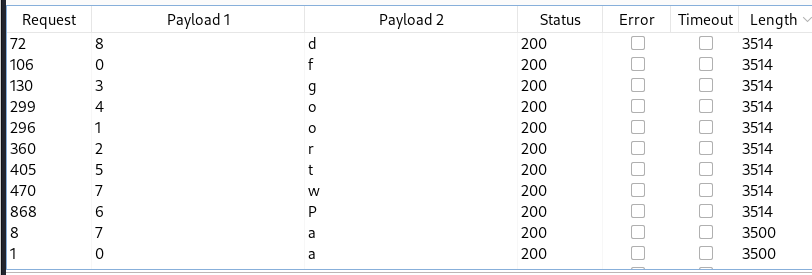 Request Payload 1 Payload 2 Status Error Timeout Length
72 8 d 200 3514
106 0 f 200 3514
130 3 g 200 3514
299 4 o 200 3514
296 1 o 200 3514
360 2 r 200 3514
405 5 t 200 3514
470 7 w 200 3514
868 6 P 200 3514
8 7 a 200 3500
1 0 a 200 3500